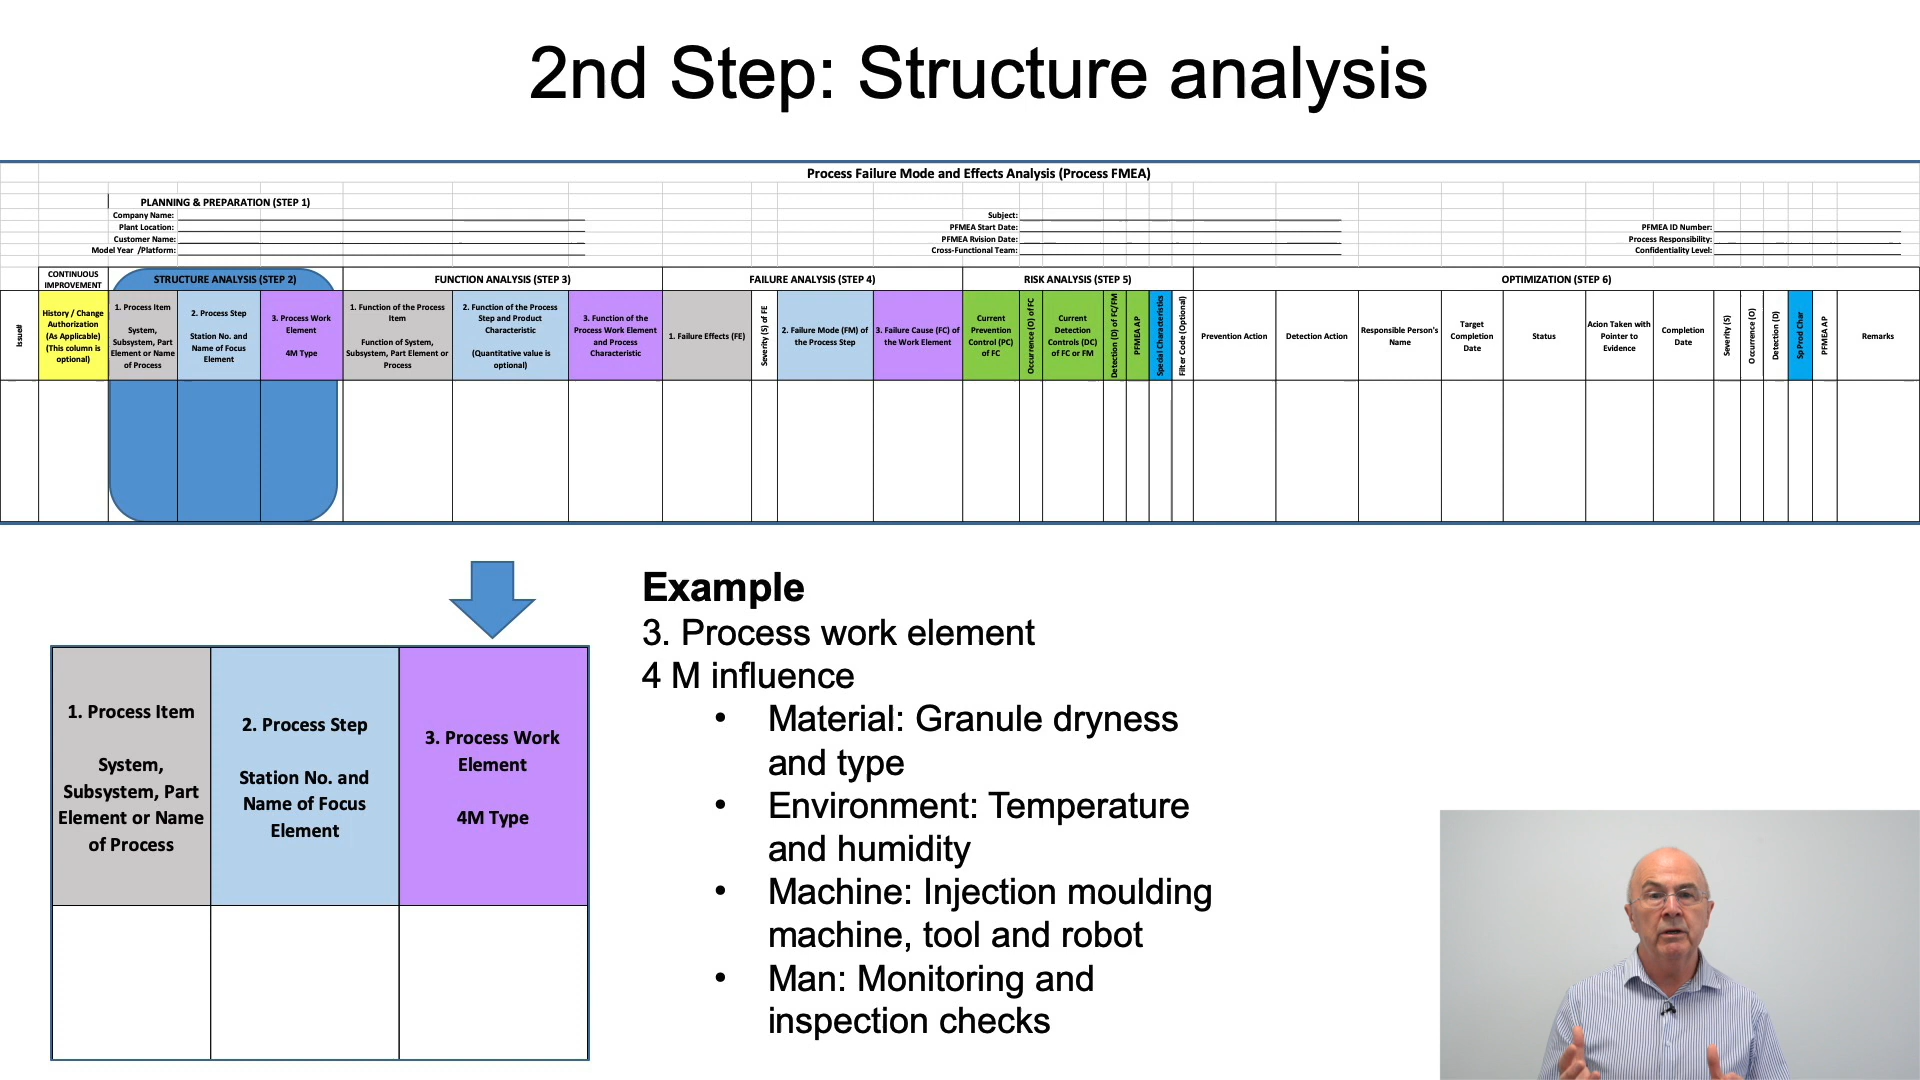 2nd Step: Structure analysis
Process Failure Mode and Effects Analysis (Process FMEA)
PLANNING & PREPARATION (STEP 1)
Company Name:
Plant Location:
Customer Name:
Model Year /Platform:
Subject:
PFMEA Start Date:
PFMEA Rvision Date:
Cross-Functional Team:
PFMEA ID Number:
Process Responsibility:
Confidentiality Level:
CONTINUOUS
IMPROVEMENT
STRUCTURE ANALYSIS (STEP 2)
FUNCTION ANALYSIS (STEP 3)
FAILURE ANALYSIS (STEP 4)
RISK ANALYSIS (STEP 5)
OPTIMIZATION (STEP 6)
Issue#
History / Change
Authorization
(As Applicable)
(This column is
optional)
1. Process Item
System,
Subsystem, Part
Element or Name
of Process
2. Process Step
Station No. and
Name of Focus
Element
3. Process Work
Element
4M Type
1. Function of the Process
Item
Function of System,
Subsystem, Part Element or
Process
2. Function of the Process
Step and Product
Characteristic
(Quantitative value is
optional)
3. Function of the
Process Work Element
and Process
Characteristic
1. Failure Effects (FE)
Severity (S) of FE
2. Failure Mode (FM) of
the Process Step
3. Failure Cause (FC) of
the Work Element
Current
Prevention
Control (PC)
of FC
Occurrence (O) of FC
Current
Detection
Controls (DC)
of FC or FM
Detection (D) of FC/FM
PFMEA AP
Special Characteristics
Filter Code (Optional)
Prevention Action
Detection Action
Responsible Person's
Name
Target
Completion
Date
Status
Acion Taken with
Pointer to
Evidence
Completion
Date
Severity (S)
Occurrence (O)
Detection (D)
Sp Prod Char
PFMEA AP
Remarks
1. Process Item
System,
Subsystem, Part
Element or Name
of Process
2. Process Step
Station No. and
Name of Focus
Element
3. Process Work
Element
4M Type
Example
3. Process work element
4 M influence
• Material: Granule dryness
and type
• Environment: Temperature
and humidity
• Machine: Injection moulding
machine, tool and robot
• Man: Monitoring and
inspection checks